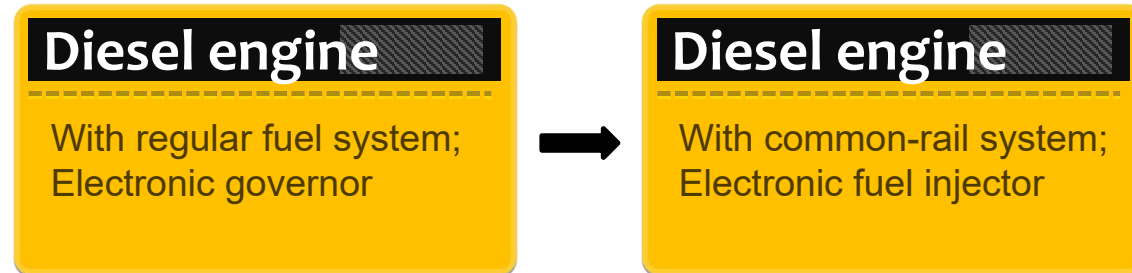 Diesel engine
With regular fuel system;
Electronic governor
Diesel engine
With common-rail system;
Electronic fuel injector